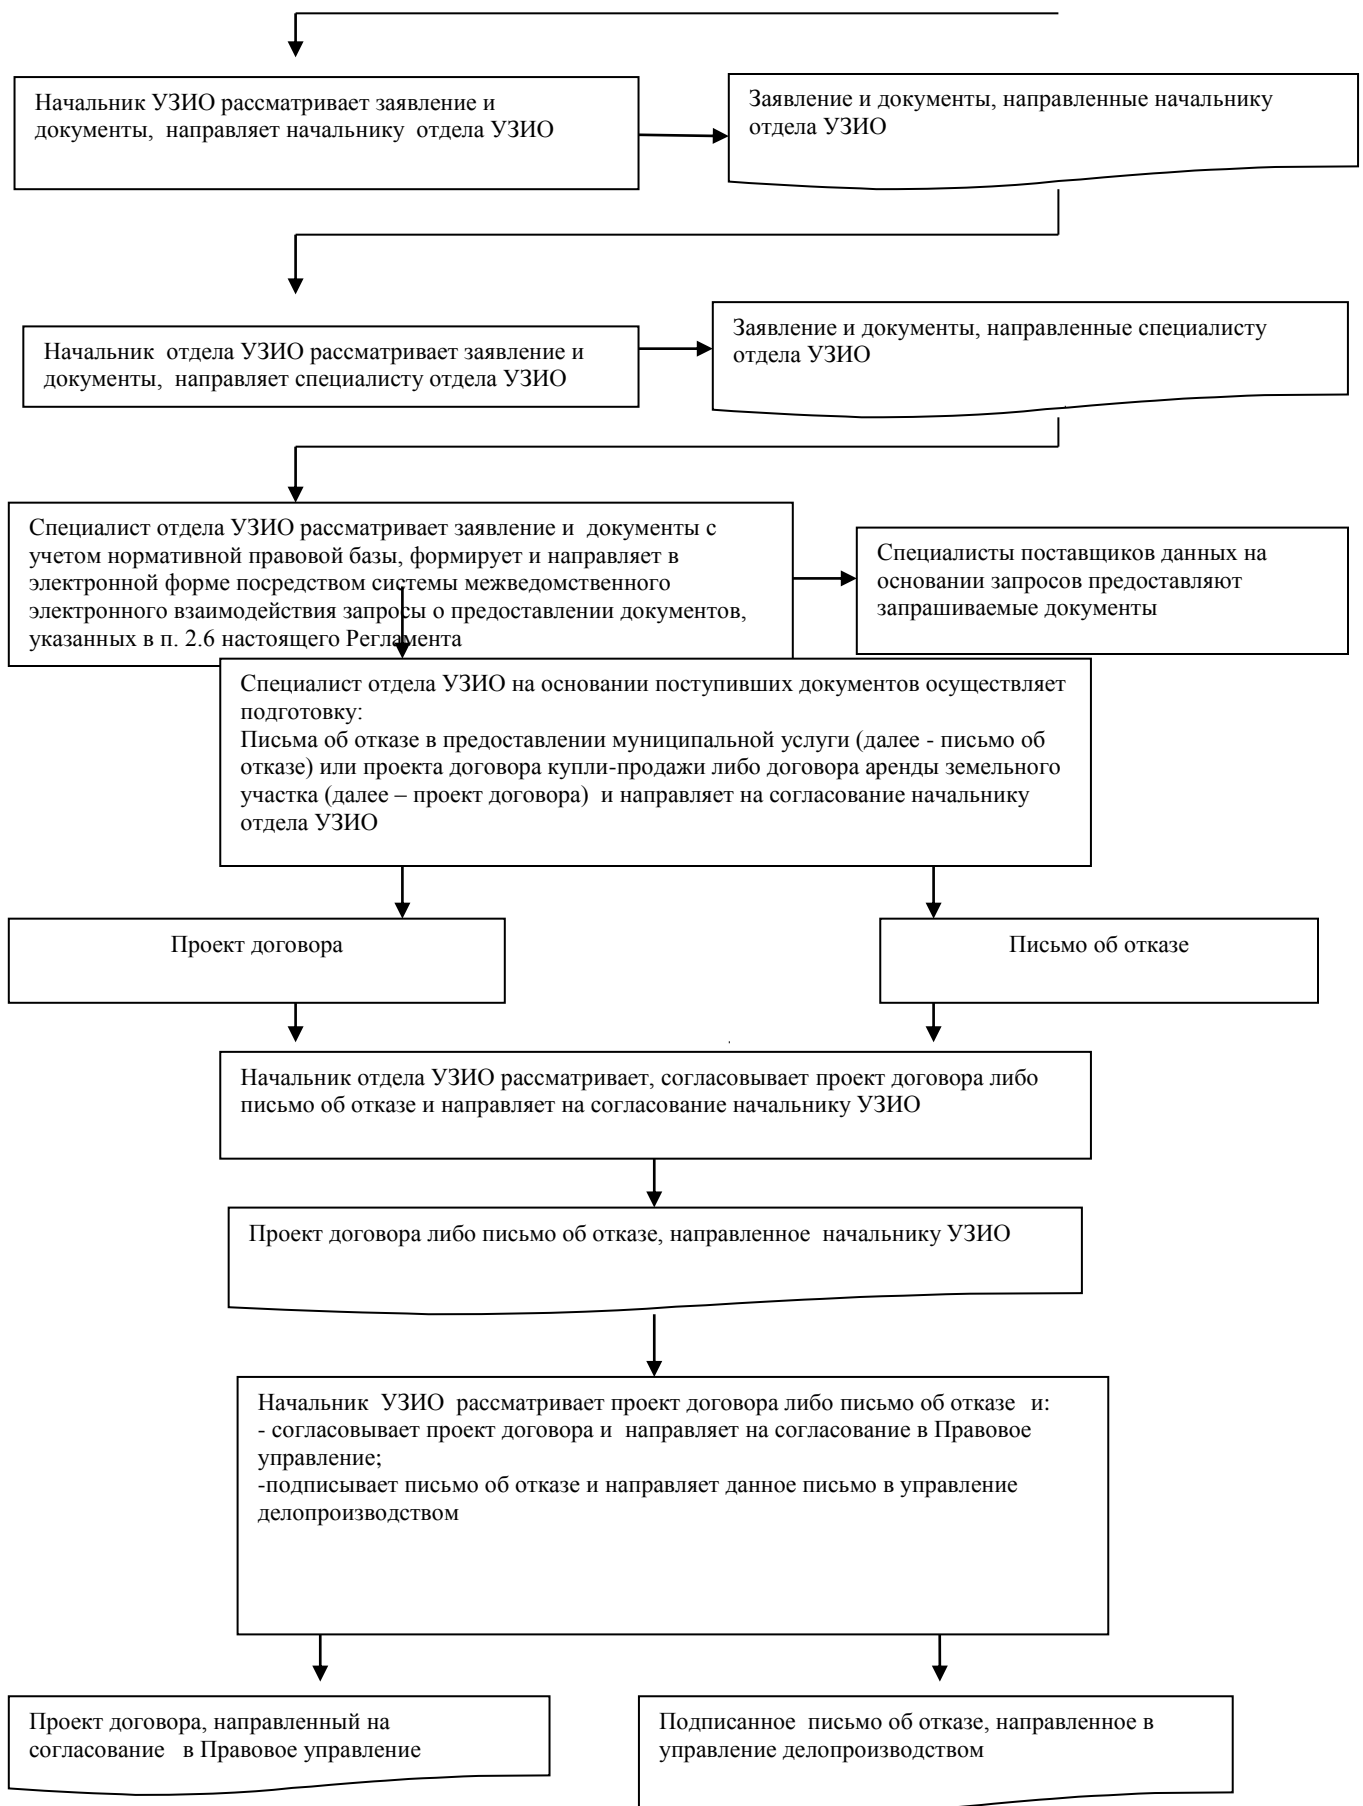 Начальник УЗИО рассматривает заявление и
документы,  направляет начальнику  отдела УЗИО
Заявление и документы, направленные начальнику
отдела УЗИО
Начальник  отдела УЗИО рассматривает заявление и
документы,  направляет специалисту отдела УЗИО
Заявление и документы, направленные специалисту
отдела УЗИО
Специалист отдела УЗИО рассматривает заявление и  документы с
учетом нормативной правовой базы, формирует и направляет в
электронной форме посредством системы межведомственного
электронного взаимодействия запросы о предоставлении документов,
указанных в п. 2.6 настоящего Регламента
Специалисты поставщиков данных на
основании запросов предоставляют
запрашиваемые документы
Специалист отдела УЗИО на основании поступивших документов осуществляет
подготовку:
Письма об отказе в предоставлении муниципальной услуги (далее - письмо об
отказе) или проекта договора купли-продажи либо договора аренды земельного
участка (далее – проект договора)  и направляет на согласование начальнику
отдела УЗИО
Проект договора
Письмо об отказе
Начальник отдела УЗИО рассматривает, согласовывает проект договора либо
письмо об отказе и направляет на согласование начальнику УЗИО
Проект договора либо письмо об отказе, направленное  начальнику УЗИО
Начальник  УЗИО  рассматривает проект договора либо письмо об отказе  и:
- согласовывает проект договора и  направляет на согласование в Правовое
управление;
-подписывает письмо об отказе и направляет данное письмо в управление
делопроизводством
Проект договора, направленный на
согласование  в Правовое управление
Подписанное  письмо об отказе, направленное в
управление делопроизводством